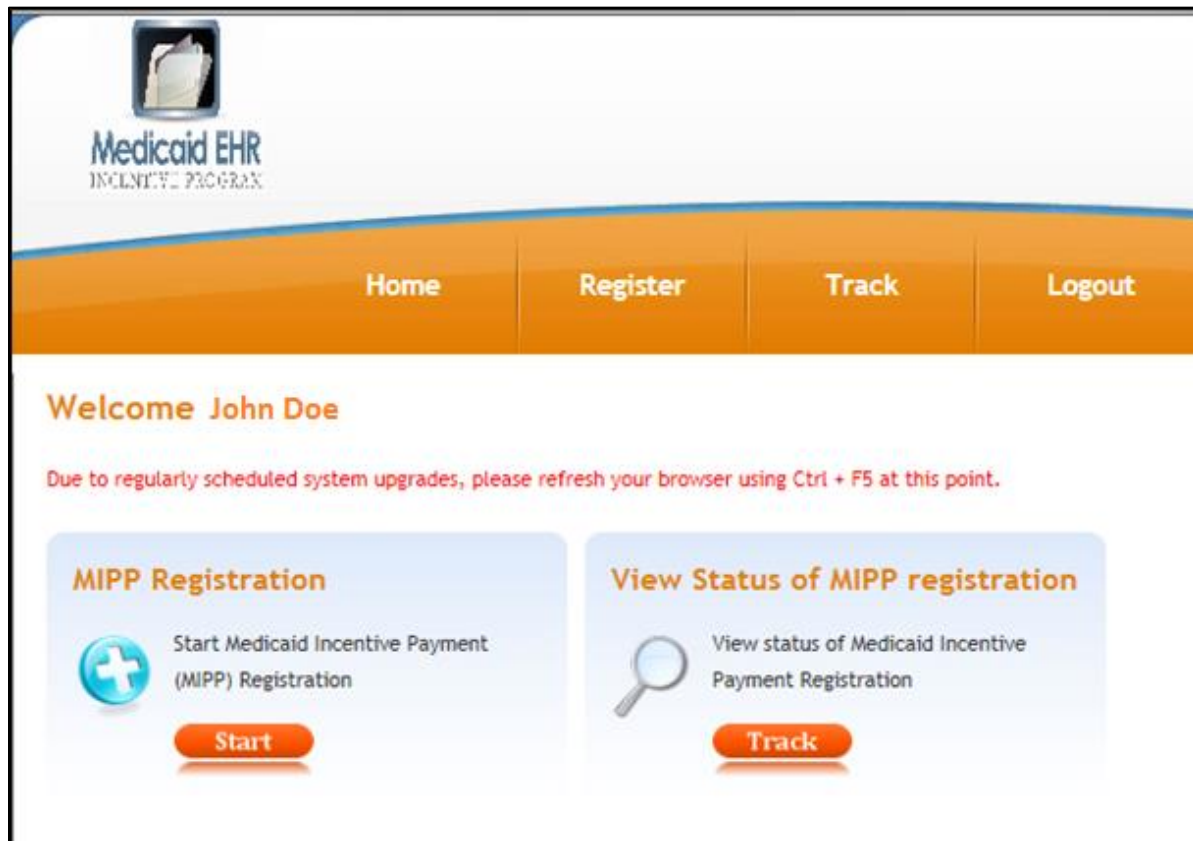 Medicaid EHR
INCENTIVE PROGRAM
Home Register Track Logout
Welcome John Doe
Due to regularly scheduled system upgrades, please refresh your browser using Ctrl + F5 at this point.
MIPP Registration
Start Medicaid Incentive Payment
(MIPP) Registration
Start
View Status of MIPP registration
View status of Medicaid Incentive
Payment Registration
Track